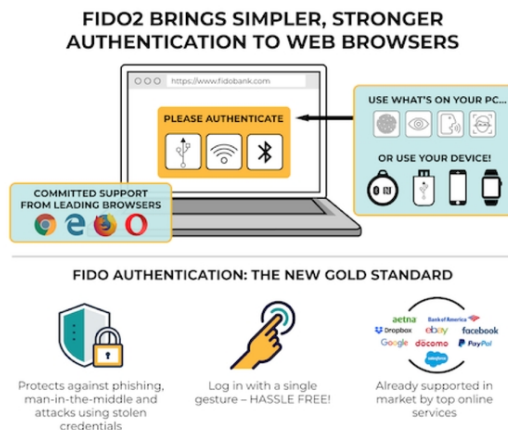 FIDO2 BRINGS SIMPLER, STRONGER
AUTHENTICATION TO WEB BROWSERS
https://www.fidobank.com
PLEASE AUTHENTICATE
USE WHAT'S ON YOUR PC...
OR USE YOUR DEVICE!
COMMITTED SUPPORT
FROM LEADING BROWSERS
FIDO AUTHENTICATION: THE NEW GOLD STANDARD
Protects against phishing,
man-in-the-middle and
attacks using stolen
credentials
Log in with a single
gesture – HASSLE FREE!
aetna
Bank of America
Dropbox
ebay
facebook
Google
döcomo
PayPal
salesforce
Already supported in
market by top online
services